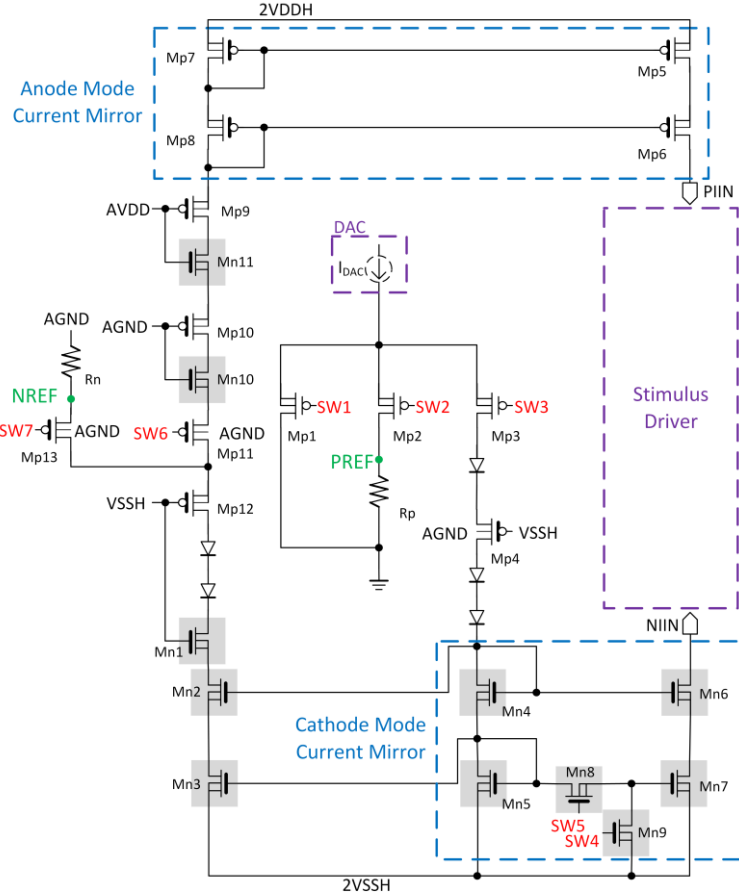 2VDDH
Mp7
Mp5
Anode Mode
Current Mirror
Mp8
Mp6
PIIN
AVDD
Mp9
Mn11
DAC
IDAC
AGND
Mp10
AGND
Rn
Mn10
NREF
SW1
SW2
SW3
Stimulus
Driver
SW7
AGND
SW6
AGND
Mp13
Mp11
Mp1
Mp2
Mp3
PREF
VSSH
Mp12
Rp
AGND
VSSH
Mp4
NIIN
Mn1
Mn2
Mn4
Mn6
Cathode Mode
Current Mirror
Mn3
Mn5
Mn8
Mn7
SW5
SW4
Mn9
2VSSH